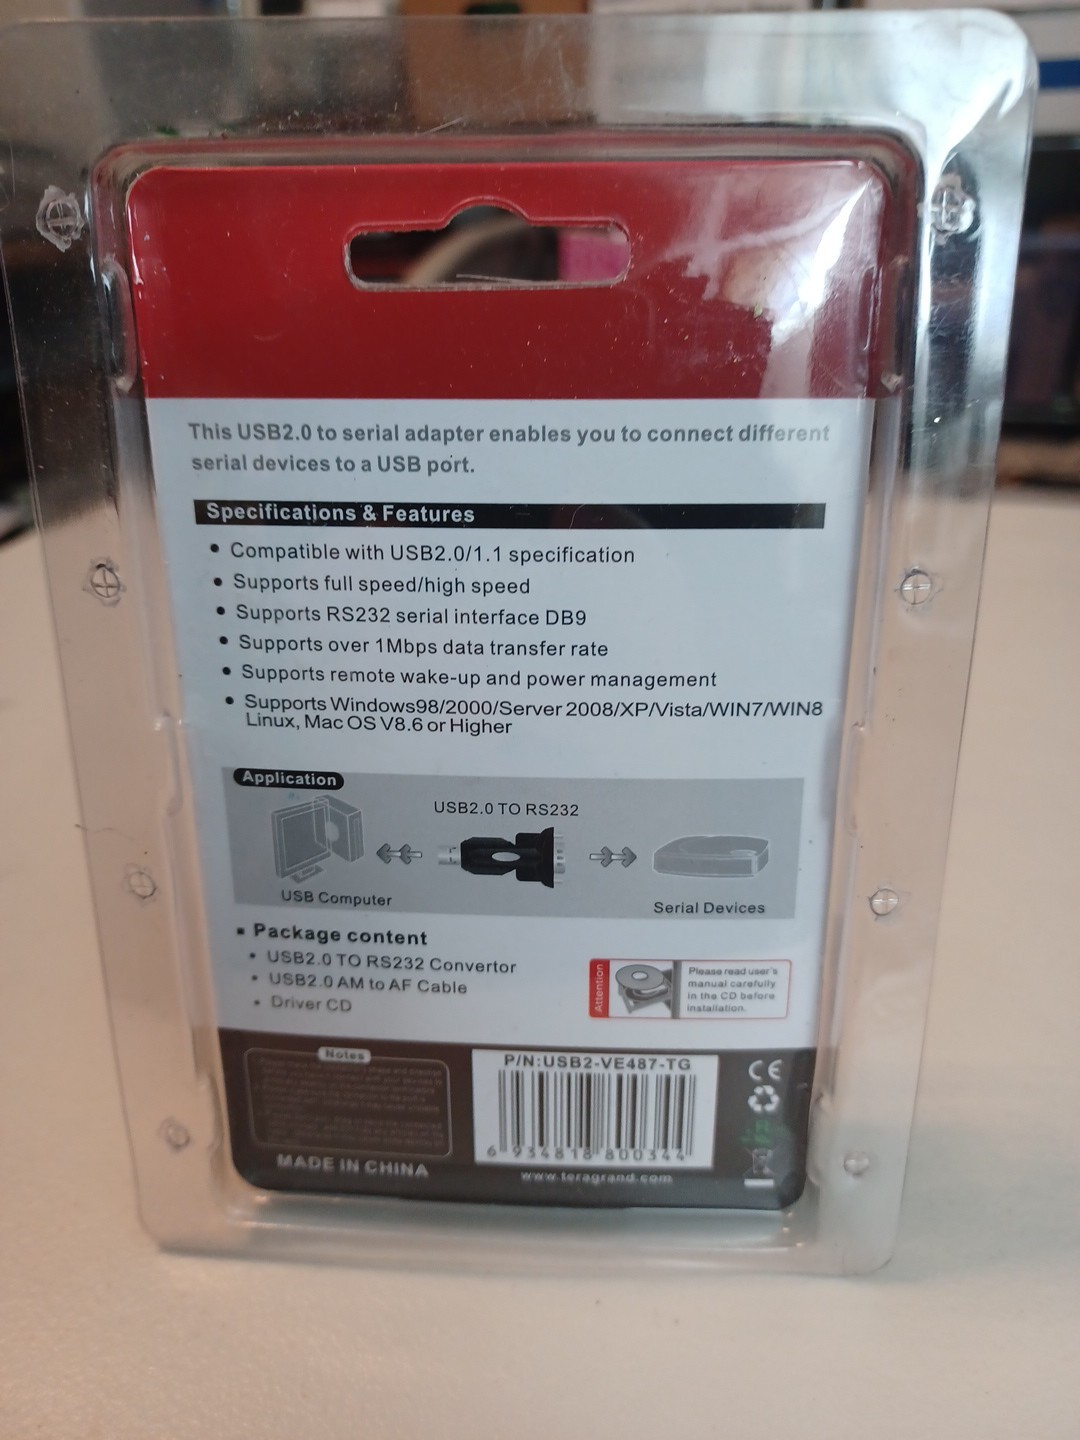 This USB2.0 to serial adapter enables you to connect different
serial devices to a USB port.
Specifications & Features
• Compatible with USB2.0/1.1 specification
• Supports full speed/high speed
• Supports RS232 serial interface DB9
• Supports over 1Mbps data transfer rate
• Supports remote wake-up and power management
• Supports Windows98/2000/Server 2008/XP/Vista/WIN7/WIN8
Linux, Mac OS V8.6 or Higher
Application
USB2.0 TO RS232
USB Computer
Serial Devices
▪ Package content
• USB2.0 TO RS232 Convertor
• USB2.0 AM to AF Cable
• Driver CD
Attention
Please read user's
manual carefully
in the CD before
installation.
Notes
P/N:USB2-VE487-TG
6 934818 800344
MADE IN CHINA
www.teragrand.com
CE